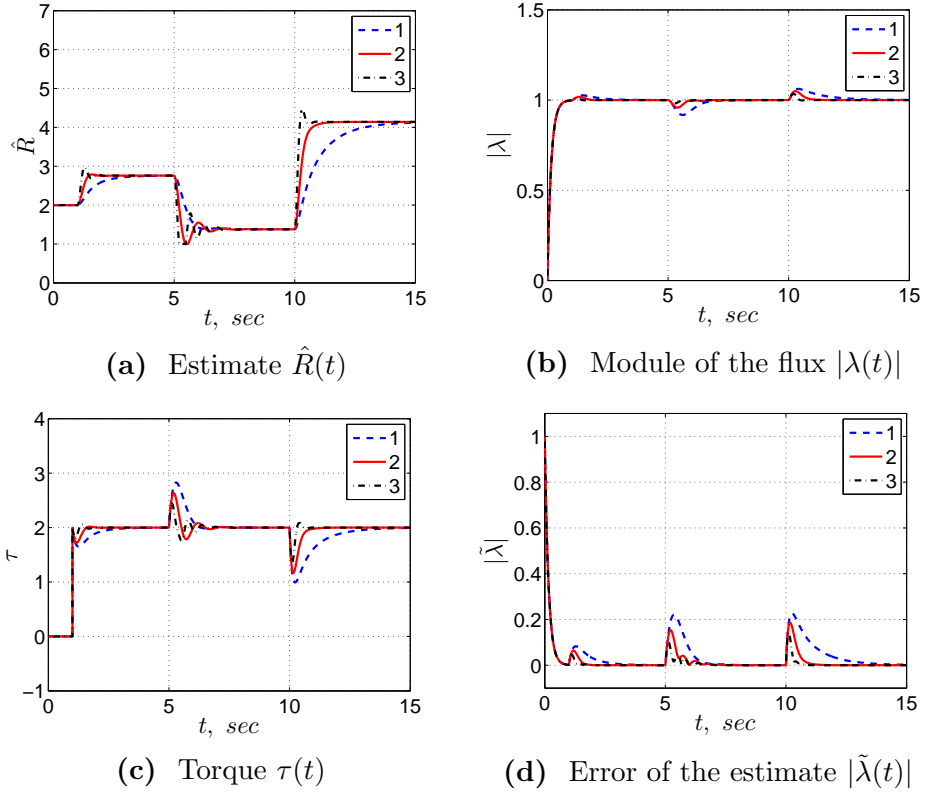 7
6
5
4
3
2
1
0
R̂
0 5 10 15
t, sec
1
2
3
(a) Estimate R̂(t)
1.5
1
0.5
0
|λ|
0 5 10 15
t, sec
1
2
3
(b) Module of the flux |λ(t)|
4
3
2
1
0
−1
τ
0 5 10 15
t, sec
1
2
3
(c) Torque τ(t)
1
0.8
0.6
0.4
0.2
0
|λ̃|
0 5 10 15
t, sec
1
2
3
(d) Error of the estimate |λ̃(t)|